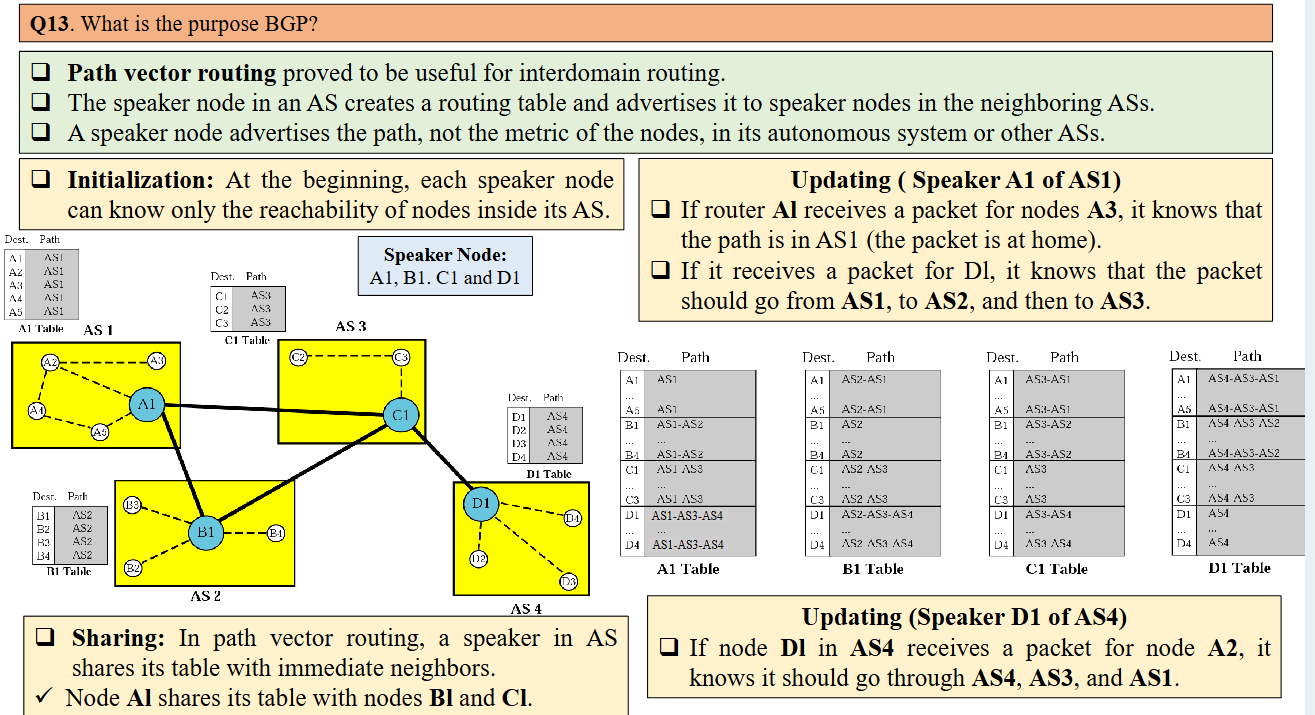 Q13. What is the purpose BGP?
❑ Path vector routing proved to be useful for interdomain routing.
❑ The speaker node in an AS creates a routing table and advertises it to speaker nodes in the neighboring ASs.
❑ A speaker node advertises the path, not the metric of the nodes, in its autonomous system or other ASs.
❑ Initialization: At the beginning, each speaker node
can know only the reachability of nodes inside its AS.
Updating ( Speaker A1 of AS1)
❑ If router Al receives a packet for nodes A3, it knows that
the path is in AS1 (the packet is at home).
❑ If it receives a packet for Dl, it knows that the packet
should go from AS1, to AS2, and then to AS3.
Speaker Node:
A1, B1. C1 and D1
Dest. Path
A1 AS1
A2 AS1
A3 AS1
A4 AS1
A5 AS1
A1 Table
AS 1
A2
A3
A1
A4
A5
Dest. Path
C1 AS3
C2 AS3
C3 AS3
C1 Table
AS 3
C2
C3
C1
Dest. Path
D1 AS4
D2 AS4
D3 AS4
D4 AS4
D1 Table
D1
D4
D2
D3
AS 4
Dest. Path
B1 AS2
B2 AS2
B3 AS2
B4 AS2
B1 Table
B3
B1
B4
B2
AS 2
Dest. Path
A1 AS1
...
A5 AS1
B1 AS1-AS2
...
B4 AS1-AS2
C1 AS1-AS3
...
C3 AS1-AS3
D1 AS1-AS3-AS4
...
D4 AS1-AS3-AS4
A1 Table
Dest. Path
A1 AS2-AS1
...
A5 AS2-AS1
B1 AS2
...
B4 AS2
C1 AS2-AS3
...
C3 AS2-AS3
D1 AS2-AS3-AS4
...
D4 AS2-AS3-AS4
B1 Table
Dest. Path
A1 AS3-AS1
...
A5 AS3-AS1
B1 AS3-AS2
...
B4 AS3-AS2
C1 AS3
...
C3 AS3
D1 AS3-AS4
...
D4 AS3-AS4
C1 Table
Dest. Path
A1 AS4-AS3-AS1
...
A5 AS4-AS3-AS1
B1 AS4-AS3-AS2
...
B4 AS4-AS3-AS2
C1 AS4-AS3
...
C3 AS4-AS3
D1 AS4
...
D4 AS4
D1 Table
❑ Sharing: In path vector routing, a speaker in AS
shares its table with immediate neighbors.
✓ Node Al shares its table with nodes Bl and Cl.
Updating (Speaker D1 of AS4)
❑ If node Dl in AS4 receives a packet for node A2, it
knows it should go through AS4, AS3, and AS1.